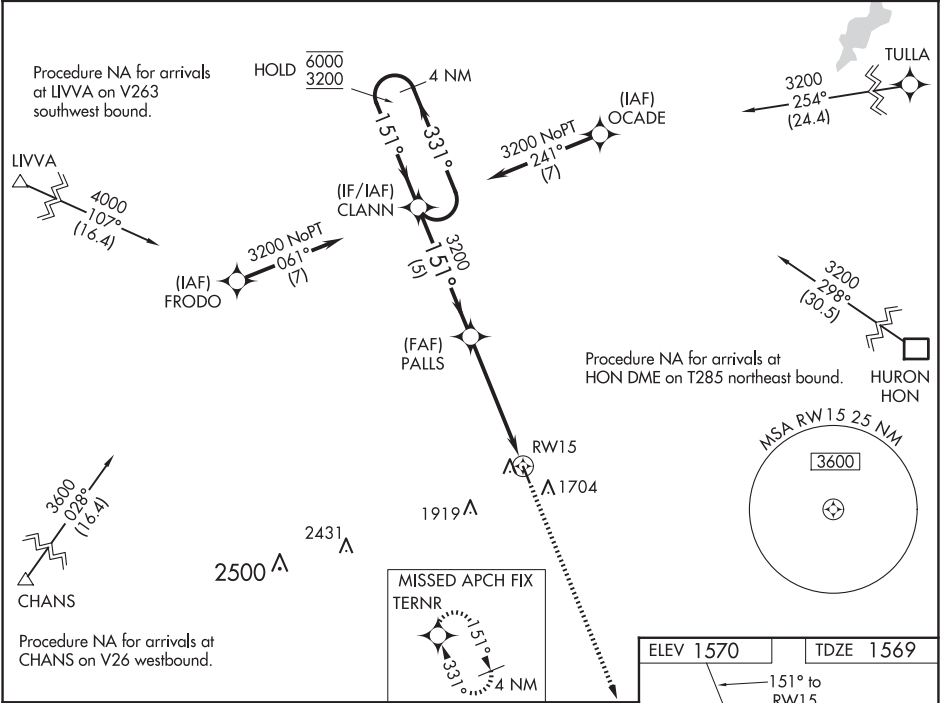 Procedure NA for arrivals
at LIVVA on V263
southwest bound.
HOLD 6000
3200
4 NM
151°
331°
TULLA
3200
254°
(24.4)
(IAF)
OCADE
3200 NoPT
241°
(7)
LIVVA
4000
107°
(16.4)
(IF/IAF)
CLANN
3200 NoPT
061°
(7)
(IAF)
FRODO
3200
151°
(5)
3200
298°
(30.5)
(FAF)
PALLS
Procedure NA for arrivals at
HON DME on T285 northeast bound.
HURON
HON
MSA RW15 25 NM
3600
RW15
1704
1919
2431
2500
3600
028°
(16.4)
CHANS
Procedure NA for arrivals at
CHANS on V26 westbound.
MISSED APCH FIX
TERNR
151°
331°
4 NM
ELEV 1570
TDZE 1569
151° to
RW15